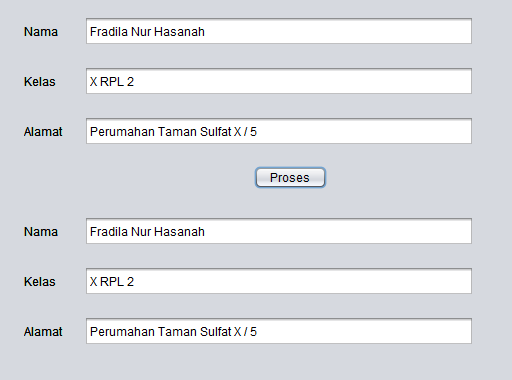 Nama Fradila Nur Hasanah
Kelas X RPL 2
Alamat Perumahan Taman Sulfat X / 5
Proses
Nama Fradila Nur Hasanah
Kelas X RPL 2
Alamat Perumahan Taman Sulfat X / 5